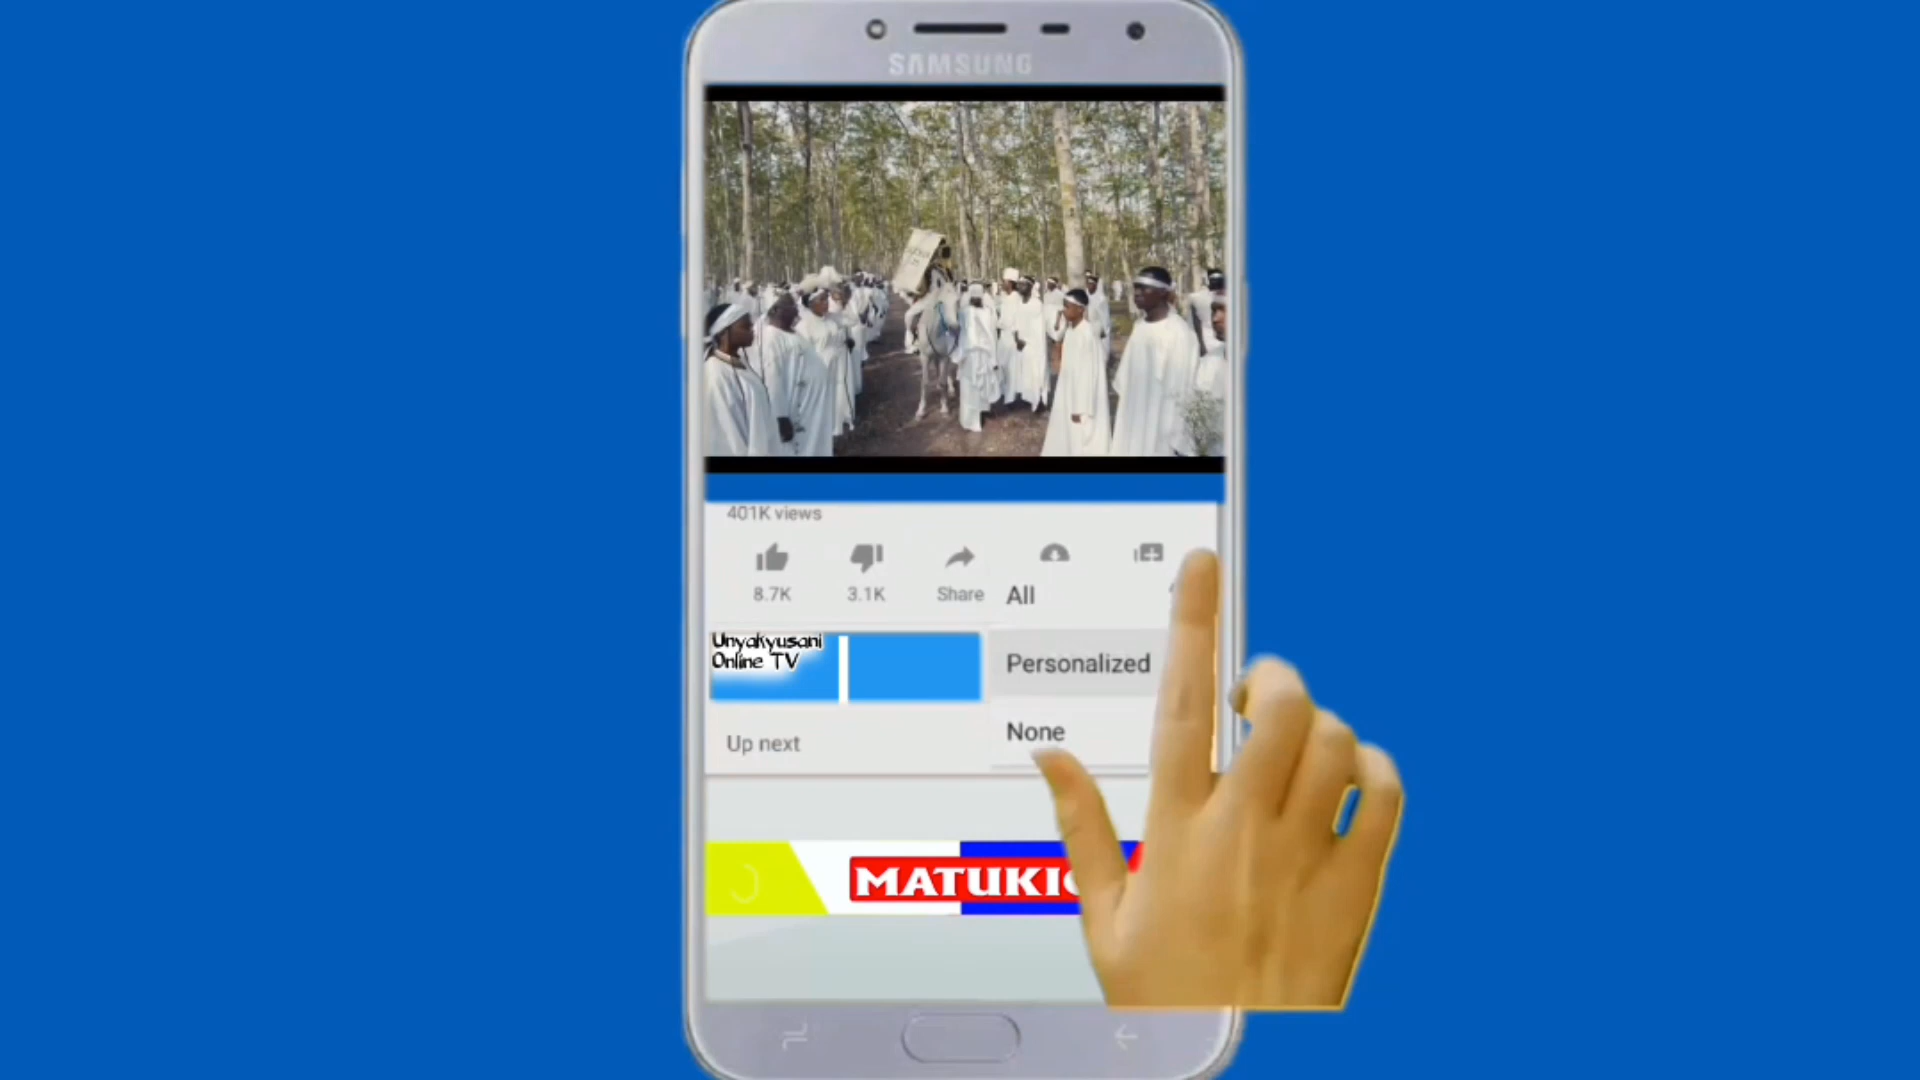 SAMSUNG
401K views
8.7K
3.1K
Share
All
Unyakyusani
Online TV
Personalized
Up next
None
MATUKIO